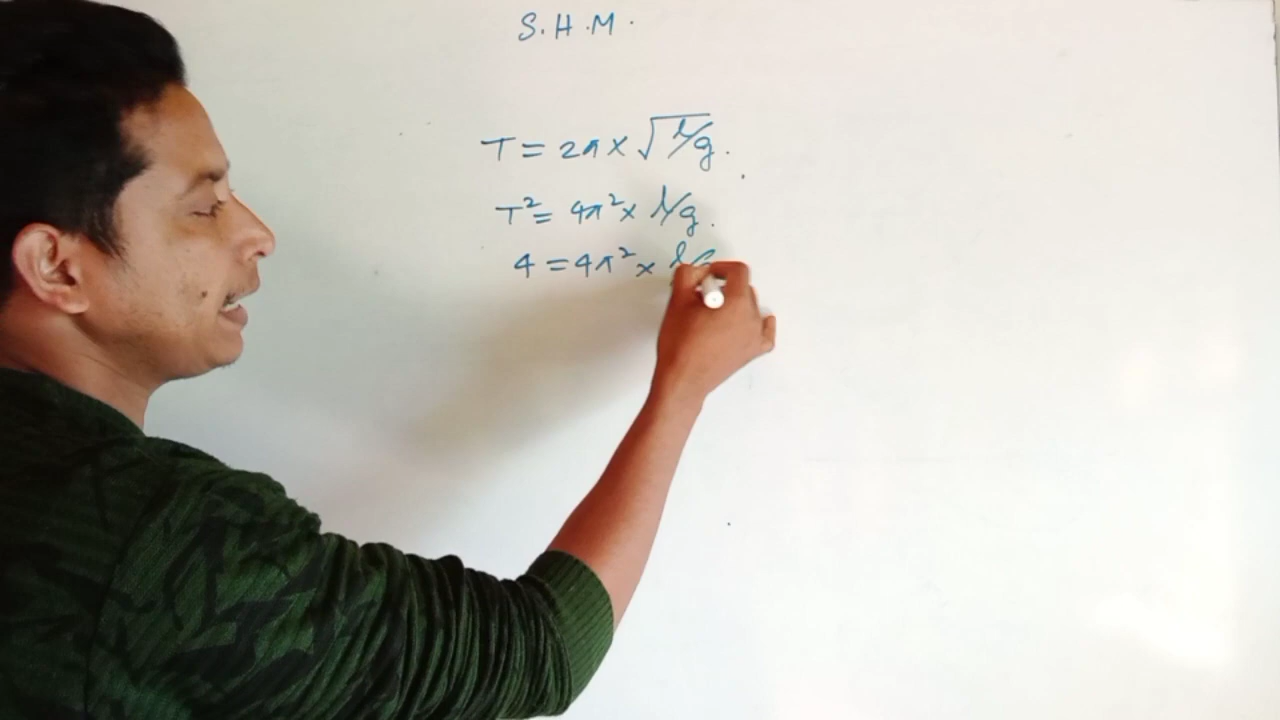 S.H.M.
T = 2π × √l/g.
T² = 4π² × l/g.
4 = 4π² × l